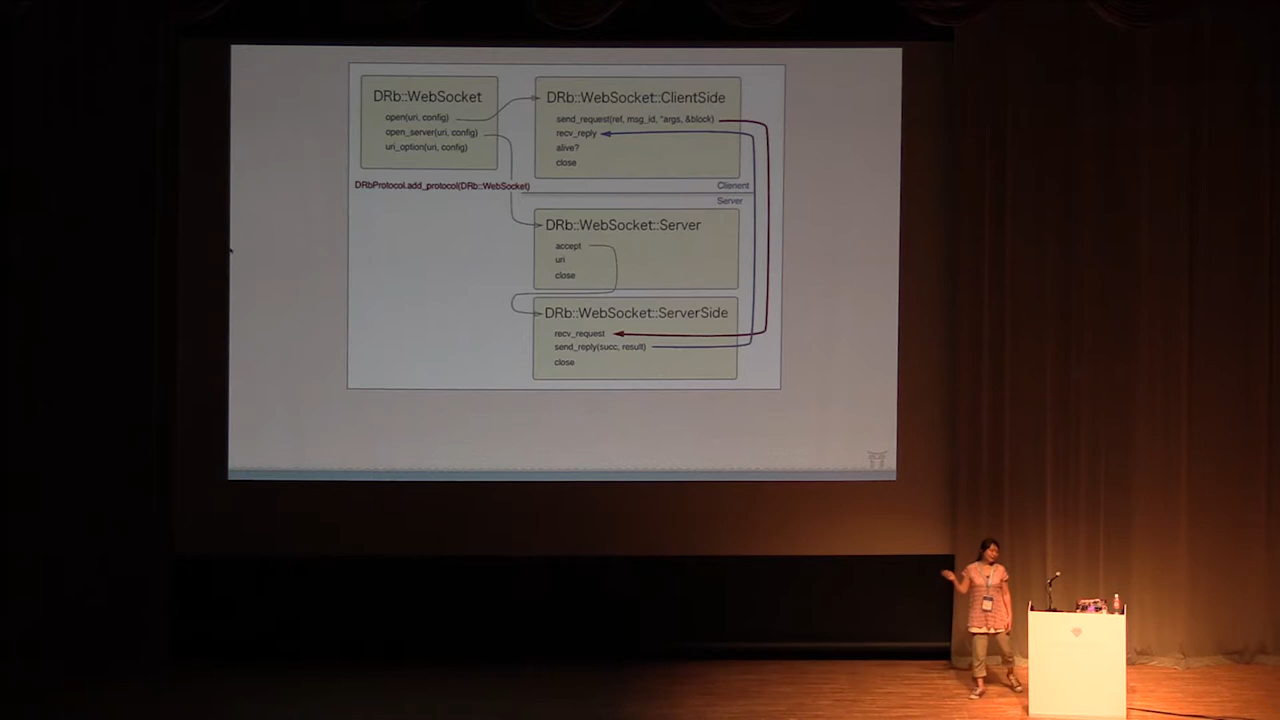 DRb::WebSocket
open(uri, config)
open_server(uri, config)
uri_option(uri, config)
DRbProtocol.add_protocol(DRb::WebSocket)
DRb::WebSocket::ClientSide
send_request(ref, msg_id, *args, &block)
recv_reply
alive?
close
Clienent
Server
DRb::WebSocket::Server
accept
uri
close
DRb::WebSocket::ServerSide
recv_request
send_reply(succ, result)
close